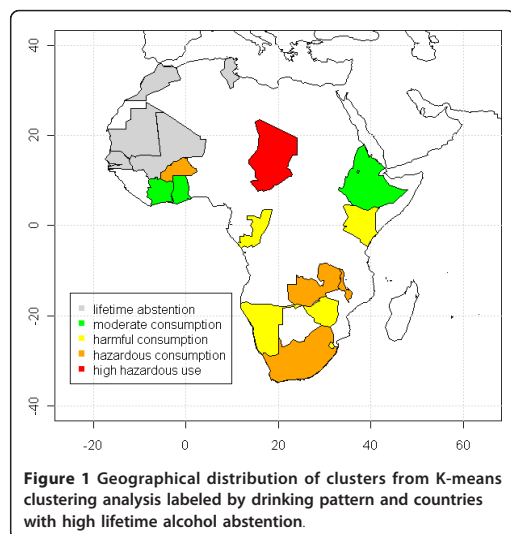 40
20
0
-20
-40
lifetime abstention
moderate consumption
harmful consumption
hazardous consumption
high hazardous use
-20 0 20 40 60
Figure 1 Geographical distribution of clusters from K-means
clustering analysis labeled by drinking pattern and countries
with high lifetime alcohol abstention.